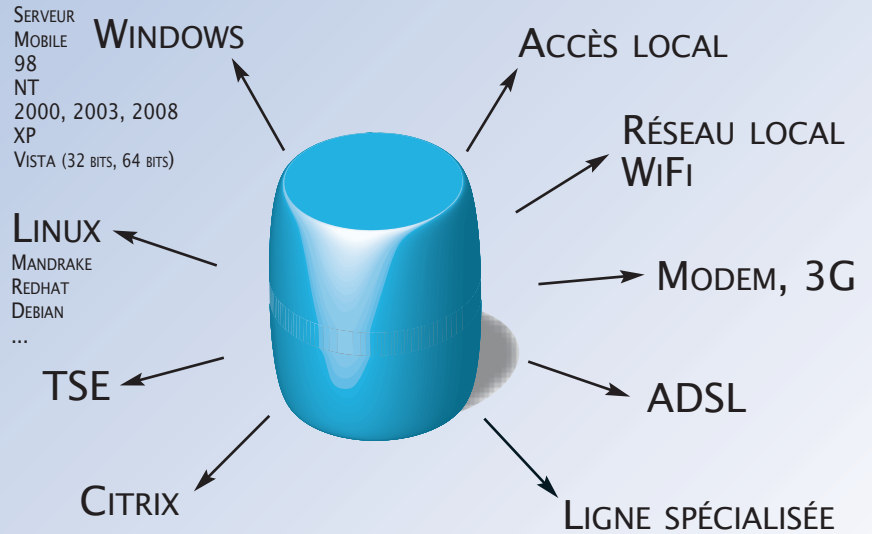 Serveur
Mobile
98
NT
2000, 2003, 2008
XP
Vista (32 bits, 64 bits)
Windows
Linux
Mandrake
Redhat
Debian
...
TSE
Citrix
Accès local
Réseau local
WiFi
Modem, 3G
ADSL
Ligne spécialisée